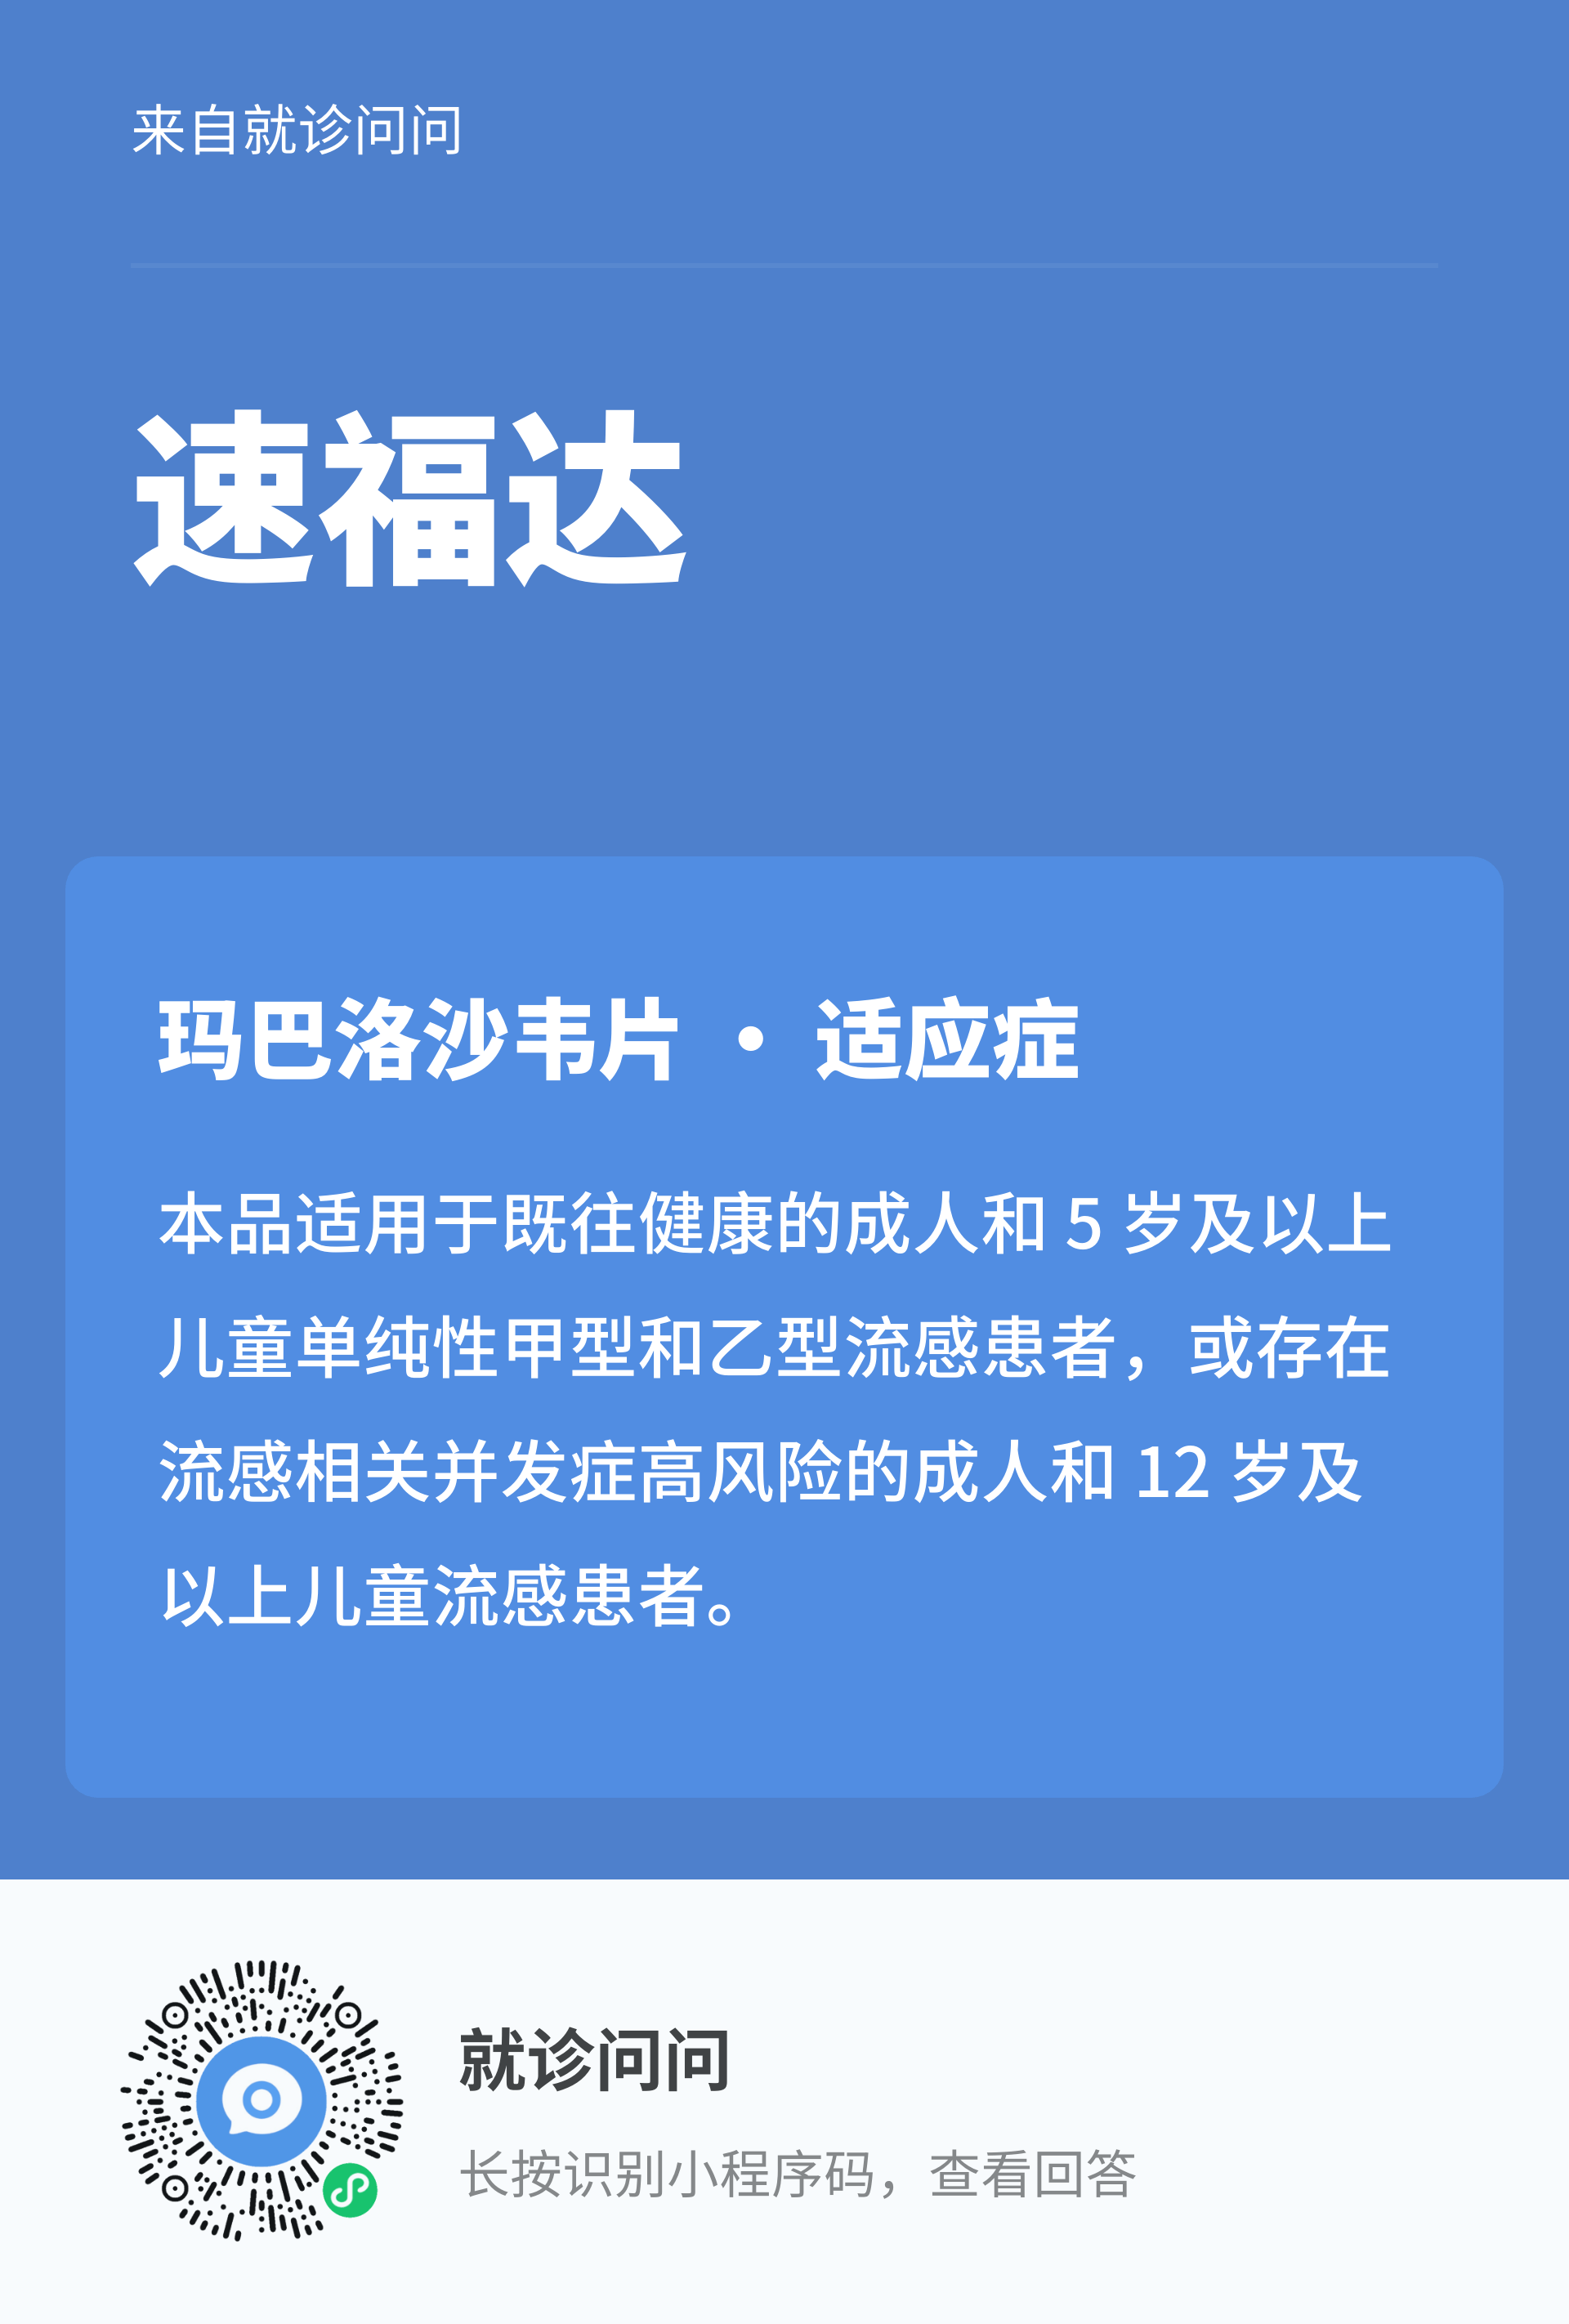 来自就诊问问
速福达
玛巴洛沙韦片 • 适应症
本品适用于既往健康的成人和 5 岁及以上
儿童单纯性甲型和乙型流感患者，或存在
流感相关并发症高风险的成人和 12 岁及
以上儿童流感患者。
就诊问问
长按识别小程序码，查看回答